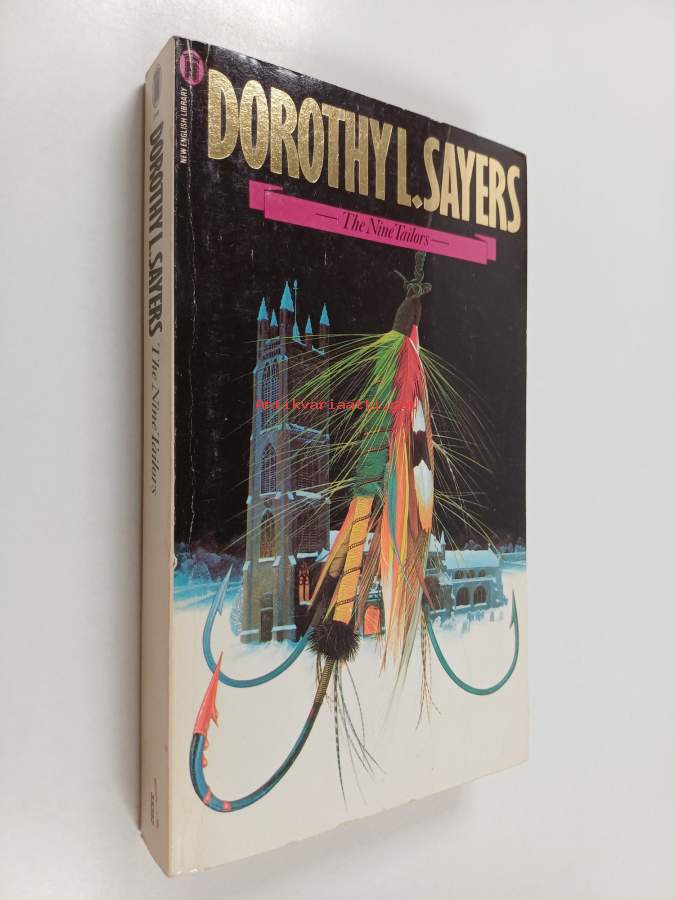 NEW ENGLISH LIBRARY
DOROTHY L. SAYERS
The Nine Tailors
DOROTHY L. SAYERS The Nine Tailors